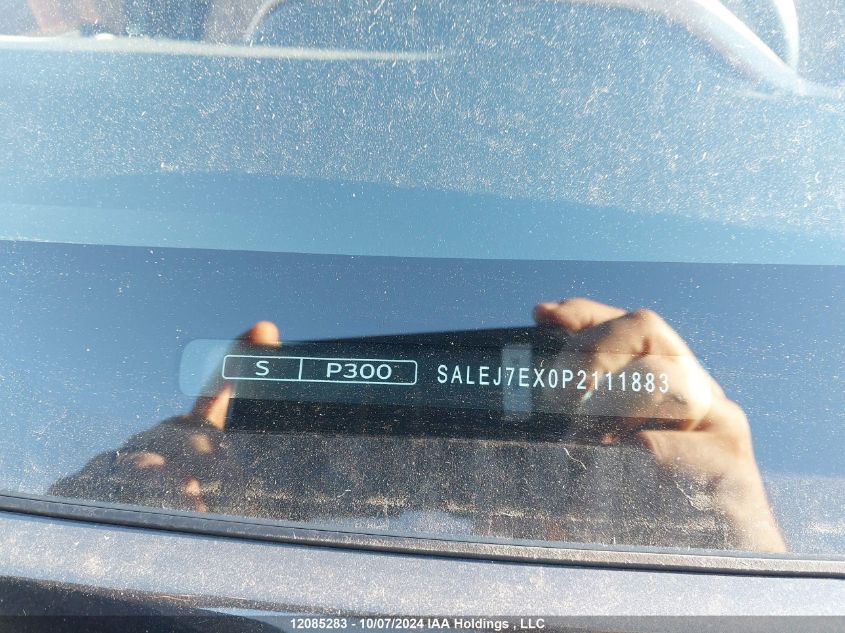 S P300 SALEJ7EX0P2111883
12085283 - 10/07/2024 IAA Holdings , LLC